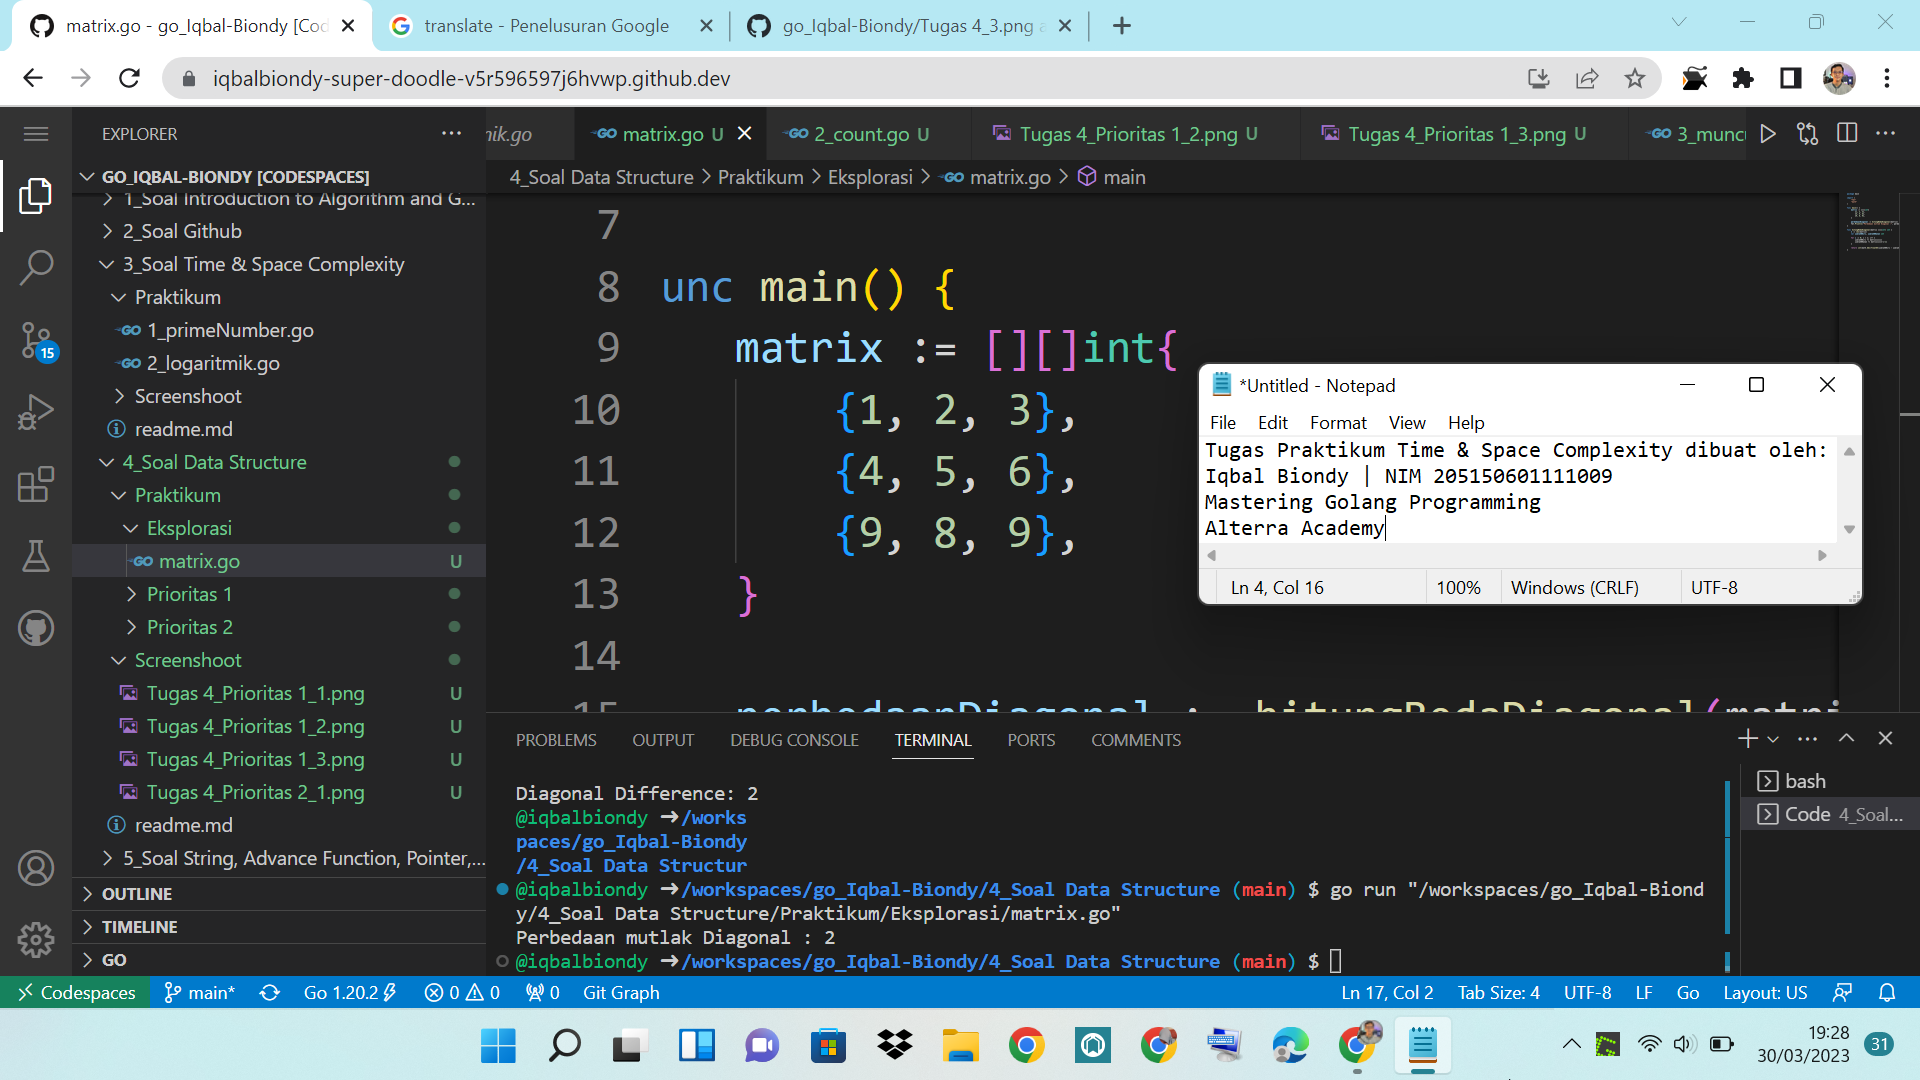 matrix.go - go_Iqbal-Biondy [Cod
translate - Penelusuran Google
go_Iqbal-Biondy/Tugas 4_3.png a
iqbalbiondy-super-doodle-v5r596597j6hvwp.github.dev
EXPLORER
GO_IQBAL-BIONDY [CODESPACES]
1_Soal Introduction to Algorithm and G...
2_Soal Github
3_Soal Time & Space Complexity
Praktikum
GO 1_primeNumber.go
GO 2_logaritmik.go
Screenshoot
readme.md
4_Soal Data Structure
Praktikum
Eksplorasi
GO matrix.go U
Prioritas 1
Prioritas 2
Screenshoot
Tugas 4_Prioritas 1_1.png U
Tugas 4_Prioritas 1_2.png U
Tugas 4_Prioritas 1_3.png U
Tugas 4_Prioritas 2_1.png U
readme.md
5_Soal String, Advance Function, Pointer,...
OUTLINE
TIMELINE
GO
15
nik.go
GO matrix.go U
GO 2_count.go U
Tugas 4_Prioritas 1_2.png U
Tugas 4_Prioritas 1_3.png U
GO 3_munc
4_Soal Data Structure > Praktikum > Eksplorasi > GO matrix.go > main
7
8 unc main() {
9 matrix := [][]int{
10 {1, 2, 3},
11 {4, 5, 6},
12 {9, 8, 9},
13 }
14
15 perbedaanDiagonal := hitungBedaDiagonal(matri
*Untitled - Notepad
File Edit Format View Help
Tugas Praktikum Time & Space Complexity dibuat oleh:
Iqbal Biondy | NIM 205150601111009
Mastering Golang Programming
Alterra Academy
Ln 4, Col 16 100% Windows (CRLF) UTF-8
PROBLEMS OUTPUT DEBUG CONSOLE TERMINAL PORTS COMMENTS
Diagonal Difference: 2
@iqbalbiondy ➜/works
paces/go_Iqbal-Biondy
/4_Soal Data Structur
@iqbalbiondy ➜/workspaces/go_Iqbal-Biondy/4_Soal Data Structure (main) $ go run "/workspaces/go_Iqbal-Biond
y/4_Soal Data Structure/Praktikum/Eksplorasi/matrix.go"
Perbedaan mutlak Diagonal : 2
@iqbalbiondy ➜/workspaces/go_Iqbal-Biondy/4_Soal Data Structure (main) $
bash
Code 4_Soal...
Codespaces main* Go 1.20.2 0 0 0 Git Graph
Ln 17, Col 2 Tab Size: 4 UTF-8 LF Go Layout: US
19:28
30/03/2023
31